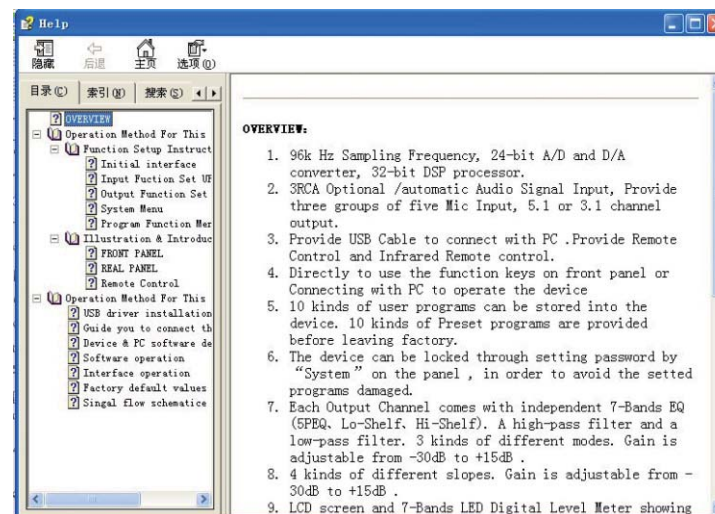 Help
隐藏
后退
主页
选项(O)
目录(C)
索引(N)
搜索(S)
OVERVIEW
Operation Method For This
Function Setup Instruct
Initial interface
Input Fuction Set UP
Output Function Set
System Menu
Program Function Mer
Illustration & Introduc
FRONT PANEL
REAL PANEL
Remote Control
Operation Method For This
USB driver installation
Guide you to connect th
Device & PC software de
Software operation
Interface operation
Factory default values
Singal flow schematice
OVERVIEW:
1. 96k Hz Sampling Frequency, 24-bit A/D and D/A
converter, 32-bit DSP processor.
2. 3RCA Optional /automatic Audio Signal Input, Provide
three groups of five Mic Input, 5.1 or 3.1 channel
output.
3. Provide USB Cable to connect with PC .Provide Remote
Control and Infrared Remote control.
4. Directly to use the function keys on front panel or
Connecting with PC to operate the device
5. 10 kinds of user programs can be stored into the
device. 10 kinds of Preset programs are provided
before leaving factory.
6. The device can be locked through setting password by
“System” on the panel , in order to avoid the setted
programs damaged.
7. Each Output Channel comes with independent 7-Bands EQ
(5PEQ、Lo-Shelf、Hi-Shelf). A high-pass filter and a
low-pass filter. 3 kinds of different modes. Gain is
adjustable from -30dB to +15dB .
8. 4 kinds of different slopes. Gain is adjustable from -
30dB to +15dB .
9. LCD screen and 7-Bands LED Digital Level Meter showing